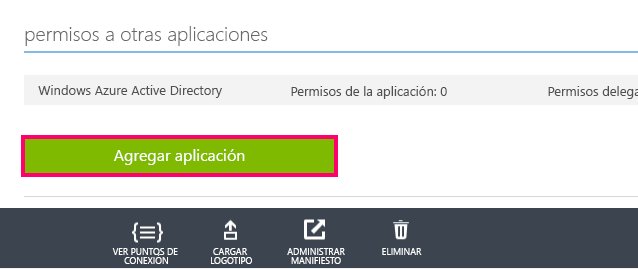 permisos a otras aplicaciones
Windows Azure Active Directory Permisos de la aplicación: 0 Permisos delega
Agregar aplicación
VER PUNTOS DE
CONEXIÓN
CARGAR
LOGOTIPO
ADMINISTRAR
MANIFIESTO
ELIMINAR